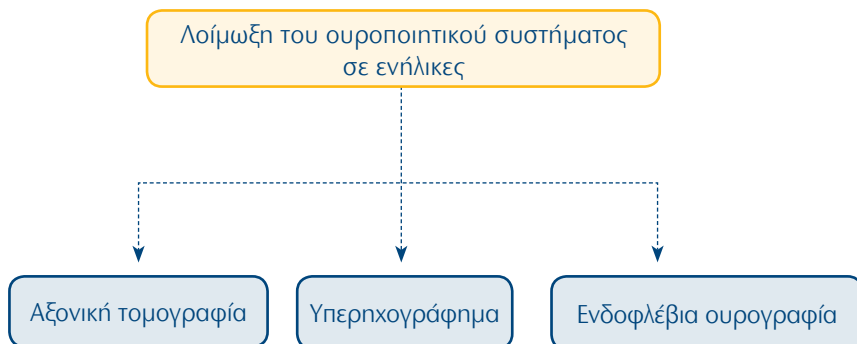 Λοίμωξη του ουροποιητικού συστήματος
σε ενήλικες
Αξονική τομογραφία
Υπερηχογράφημα
Ενδοφλέβια ουρογραφία